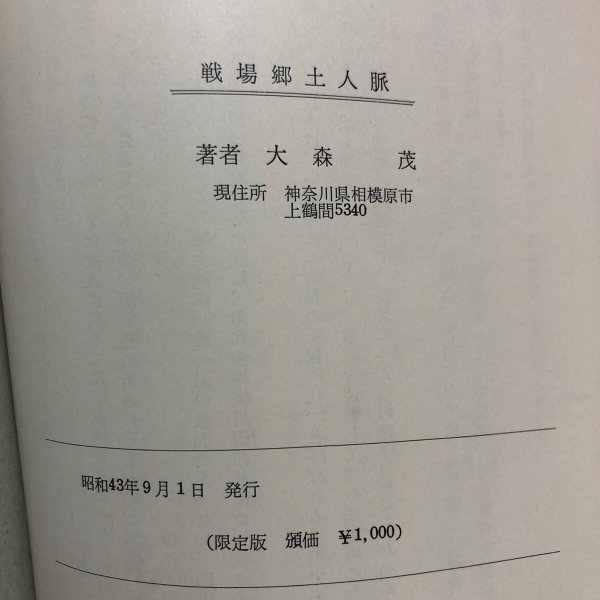 戦場郷土人脈
著者 大森 茂
現住所 神奈川県相模原市
上鶴間5340
昭和43年9月1日 発行
(限定版 頒価 ¥1,000)